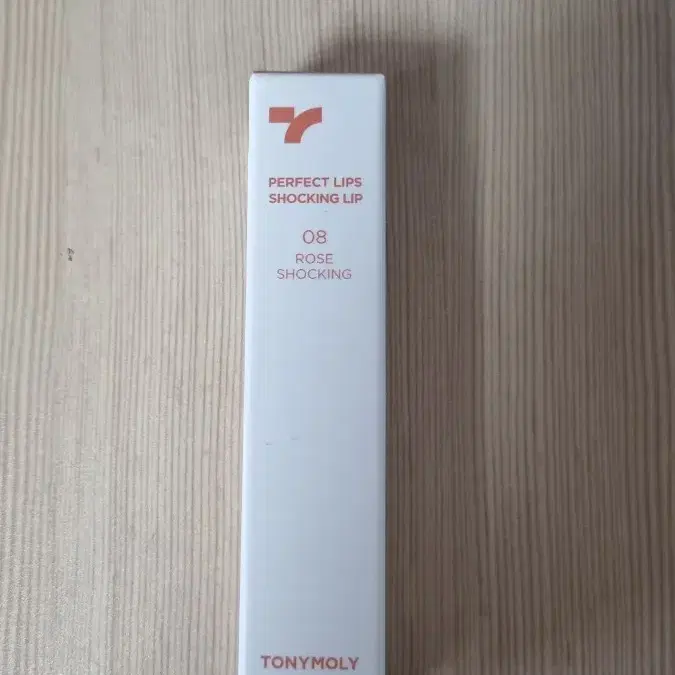 PERFECT LIPS
SHOCKING LIP
08
ROSE
SHOCKING
TONYMOLY